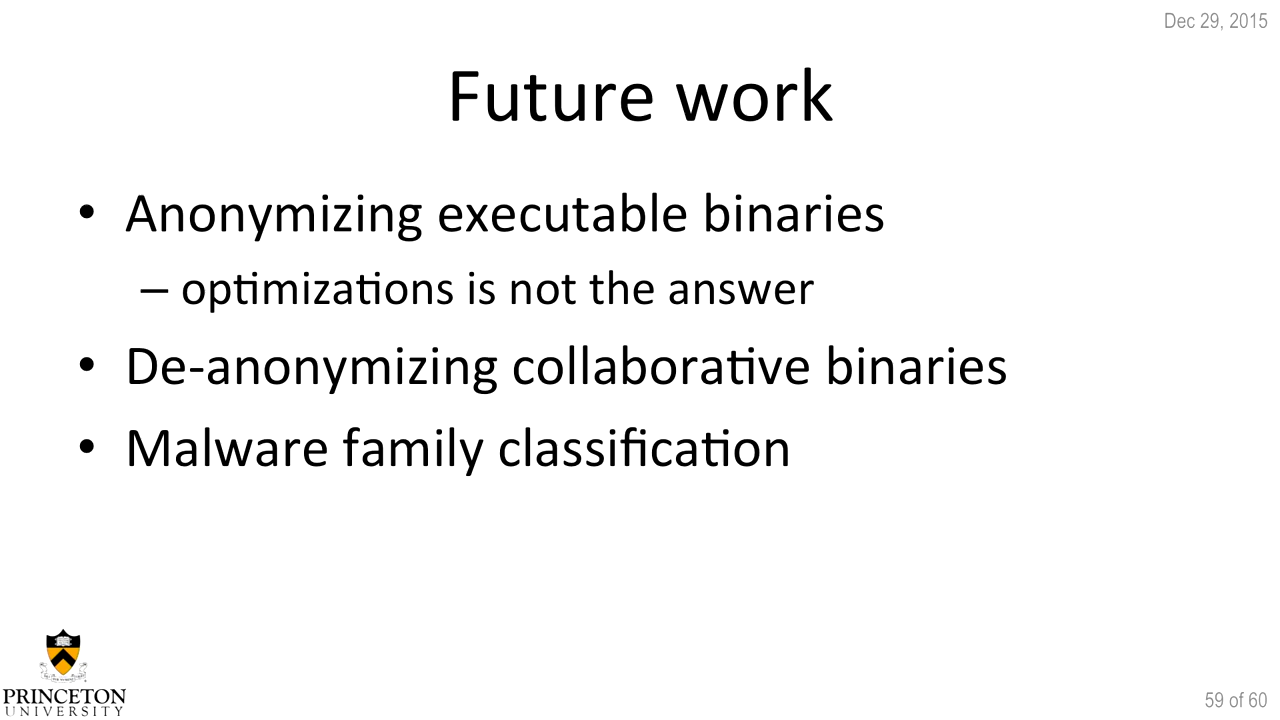 Dec 29, 2015
Future work
• Anonymizing executable binaries
– optimizations is not the answer
• De-anonymizing collaborative binaries
• Malware family classification
PRINCETON
UNIVERSITY
59 of 60